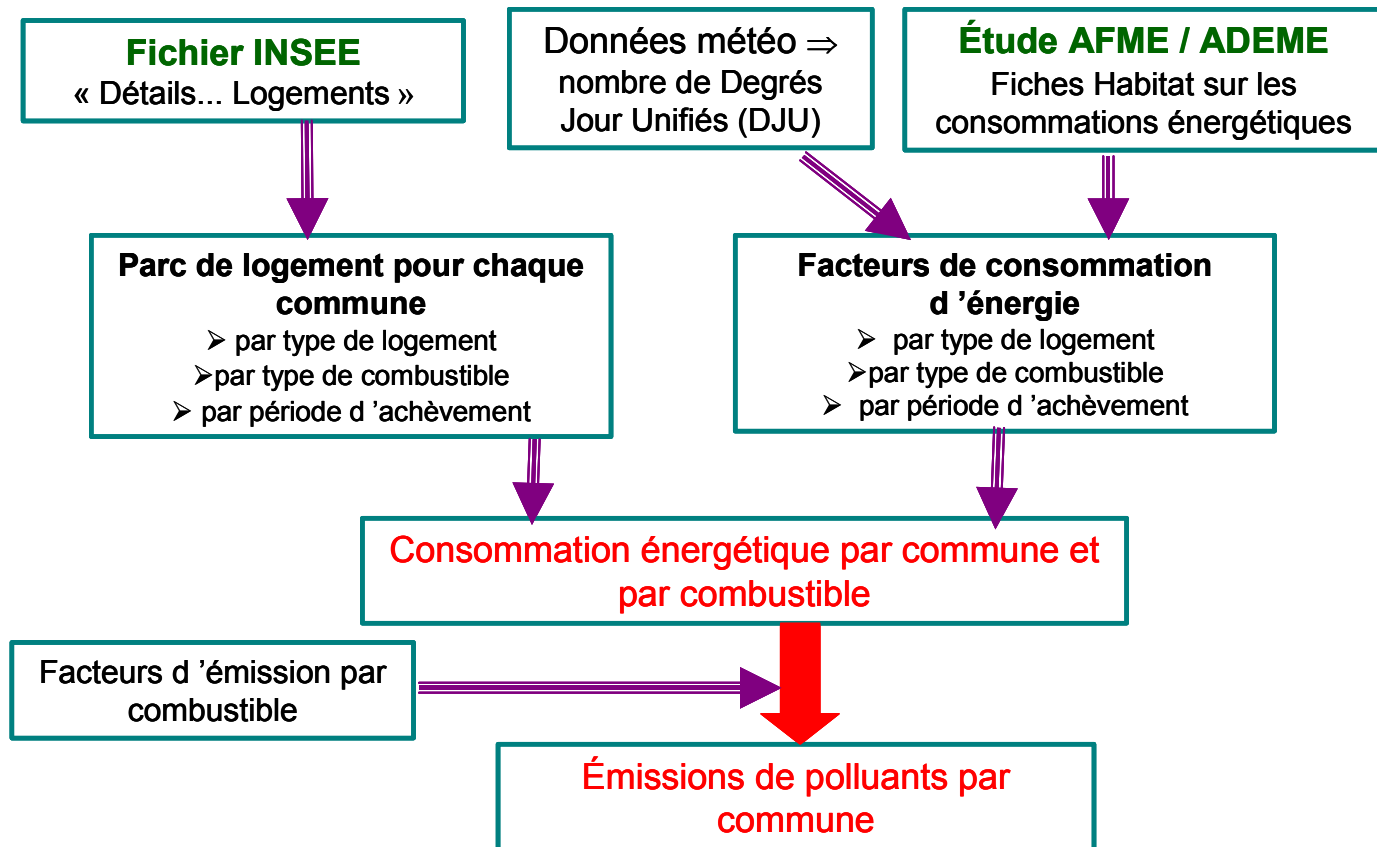 Fichier INSEE
« Détails... Logements »
Données météo ⇒
nombre de Degrés
Jour Unifiés (DJU)
Étude AFME / ADEME
Fiches Habitat sur les
consommations énergétiques
Parc de logement pour chaque
commune
➢ par type de logement
➢par type de combustible
➢ par période d ’achèvement
Facteurs de consommation
d ’énergie
➢ par type de logement
➢par type de combustible
➢ par période d ’achèvement
Consommation énergétique par commune et
par combustible
Facteurs d ’émission par
combustible
Émissions de polluants par
commune